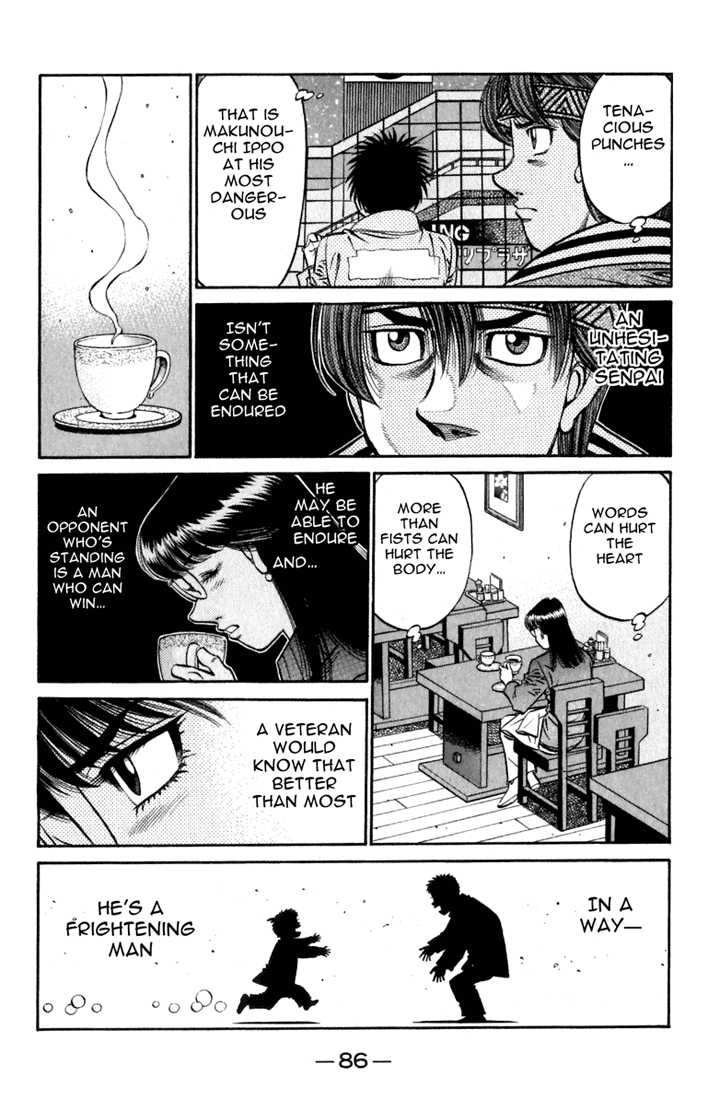 TENA-
CIOUS
PUNCHES
...
THAT IS
MAKUNOU-
CHI IPPO
AT HIS
MOST
DANGER-
OUS
ING
ップラザ
AN
UNHESI-
TATING
SENPAI
ISN'T
SOME-
THING
THAT
CAN BE
ENDURED
WORDS
CAN HURT
THE
HEART
MORE
THAN
FISTS CAN
HURT THE
BODY...
HE
MAY BE
ABLE TO
ENDURE
AND...
AN
OPPONENT
WHO'S
STANDING
IS A MAN
WHO CAN
WIN...
A VETERAN
WOULD
KNOW THAT
BETTER
THAN MOST
IN A
WAY—
HE'S A
FRIGHTENING
MAN
—86—